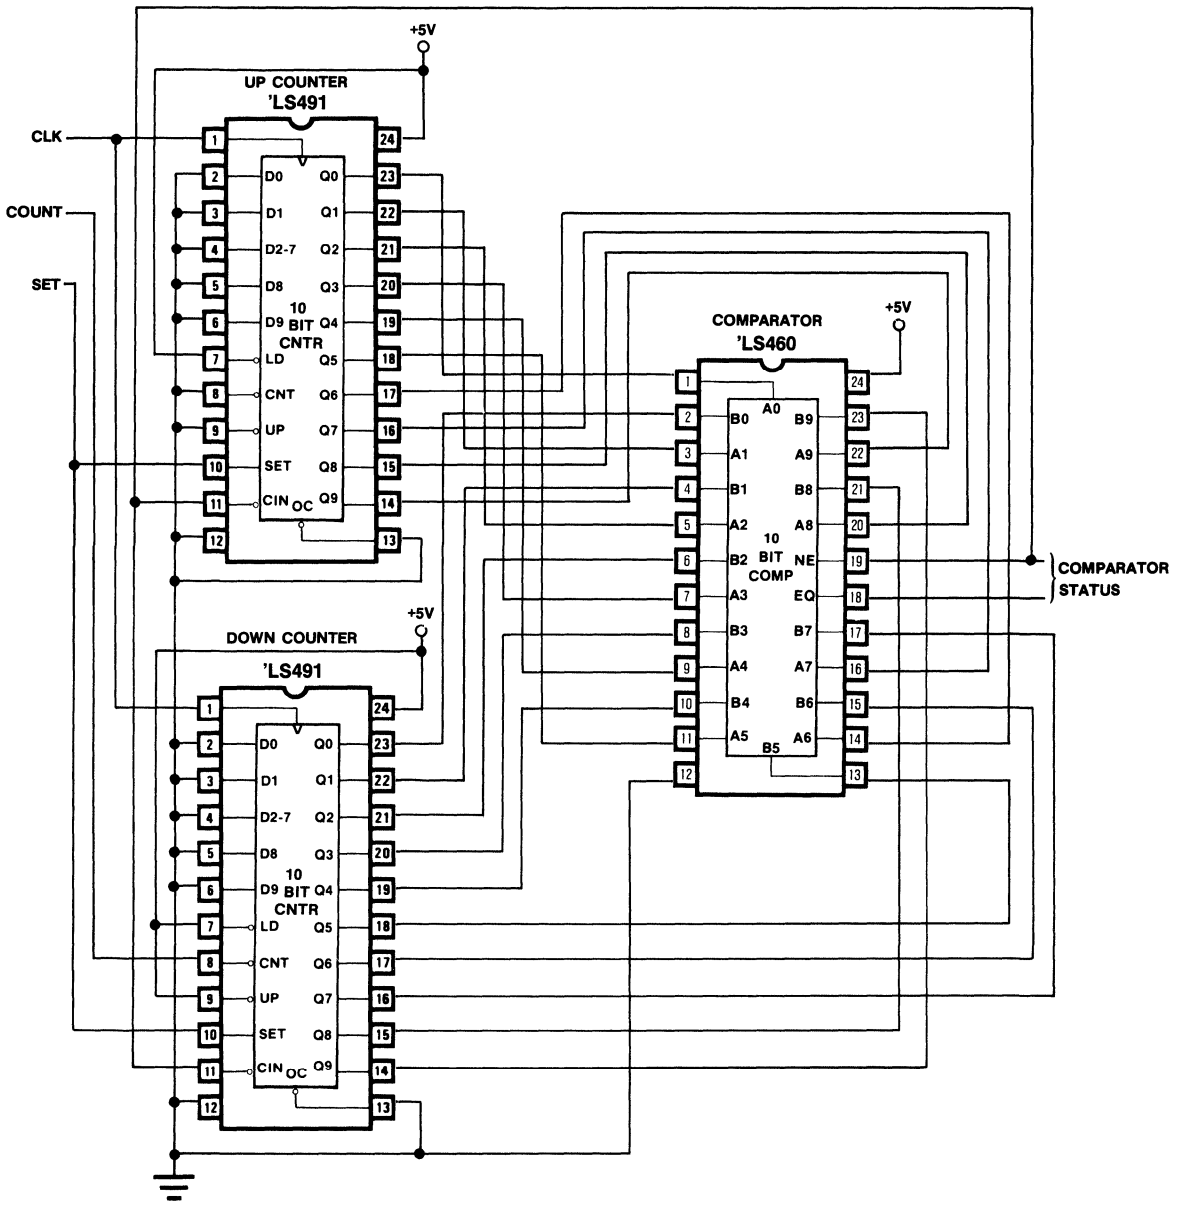 +5V
UP COUNTER
'LS491
CLK
COUNT
SET
1 24
2 D0 Q0 23
3 D1 Q1 22
4 D2-7 Q2 21
5 D8 Q3 20
10
6 D9 BIT Q4 19
CNTR
7 LD Q5 18
8 CNT Q6 17
9 UP Q7 16
10 SET Q8 15
11 CIN OC Q9 14
12 13
+5V
COMPARATOR
'LS460
1 A0 24
2 B0 B9 23
3 A1 A9 22
4 B1 B8 21
5 A2 A8 20
10
6 B2 BIT NE 19
COMP
7 A3 EQ 18
8 B3 B7 17
9 A4 A7 16
10 B4 B6 15
11 A5 A6 14
B5
12 13
COMPARATOR
STATUS
+5V
DOWN COUNTER
'LS491
1 24
2 D0 Q0 23
3 D1 Q1 22
4 D2-7 Q2 21
5 D8 Q3 20
10
6 D9 BIT Q4 19
CNTR
7 LD Q5 18
8 CNT Q6 17
9 UP Q7 16
10 SET Q8 15
11 CIN OC Q9 14
12 13